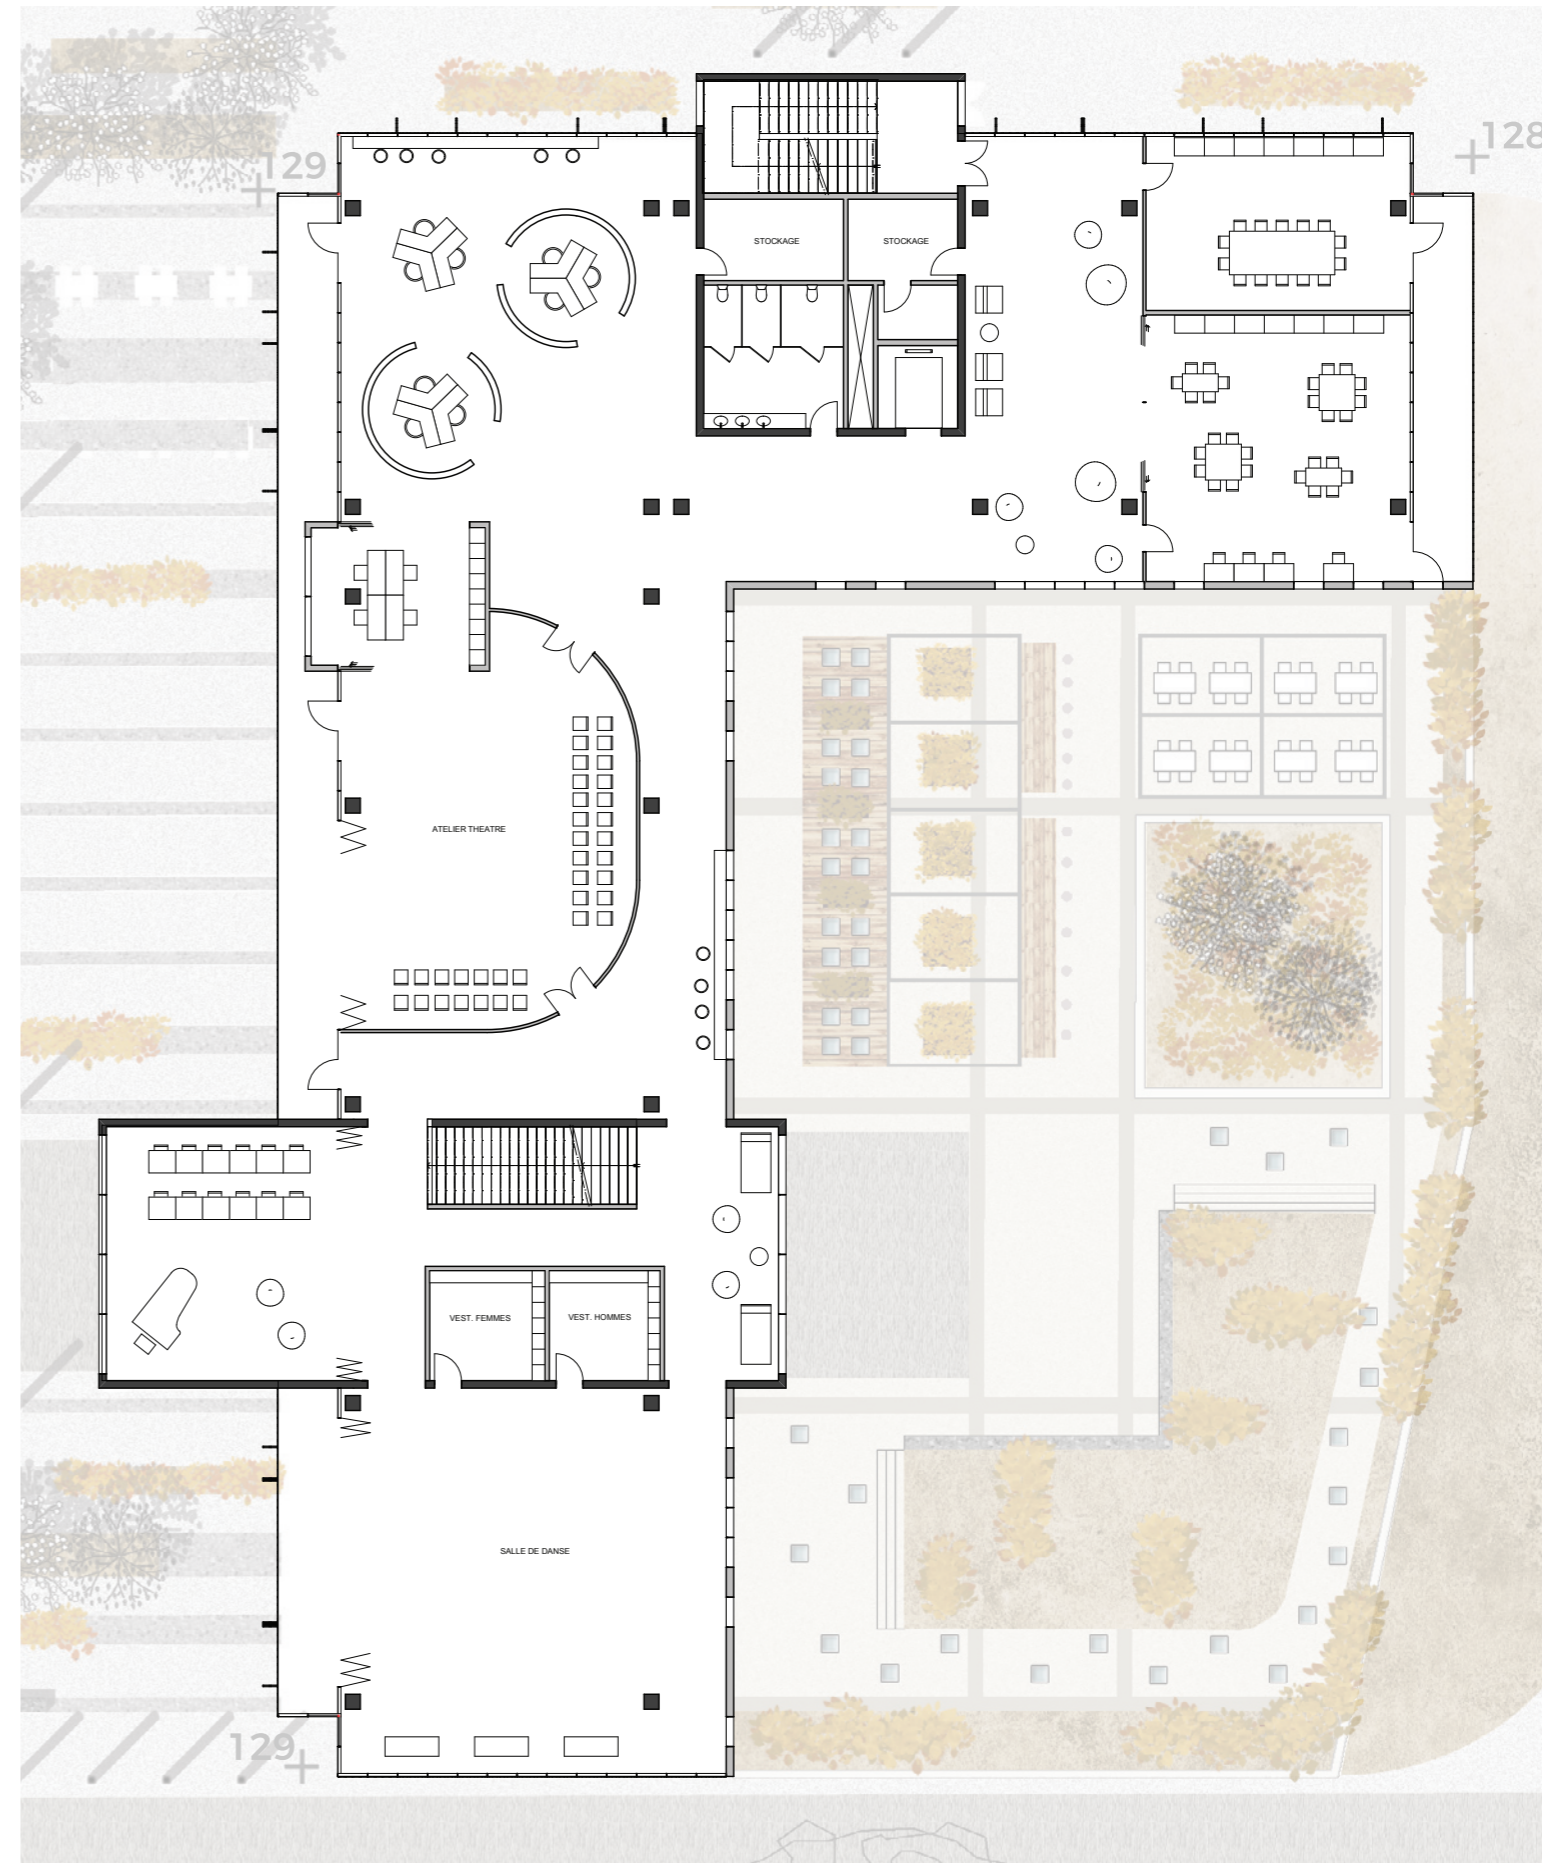 128
129
STOCKAGE
STOCKAGE
ATELIER THEATRE
VEST. FEMMES
VEST. HOMMES
SALLE DE DANSE
129